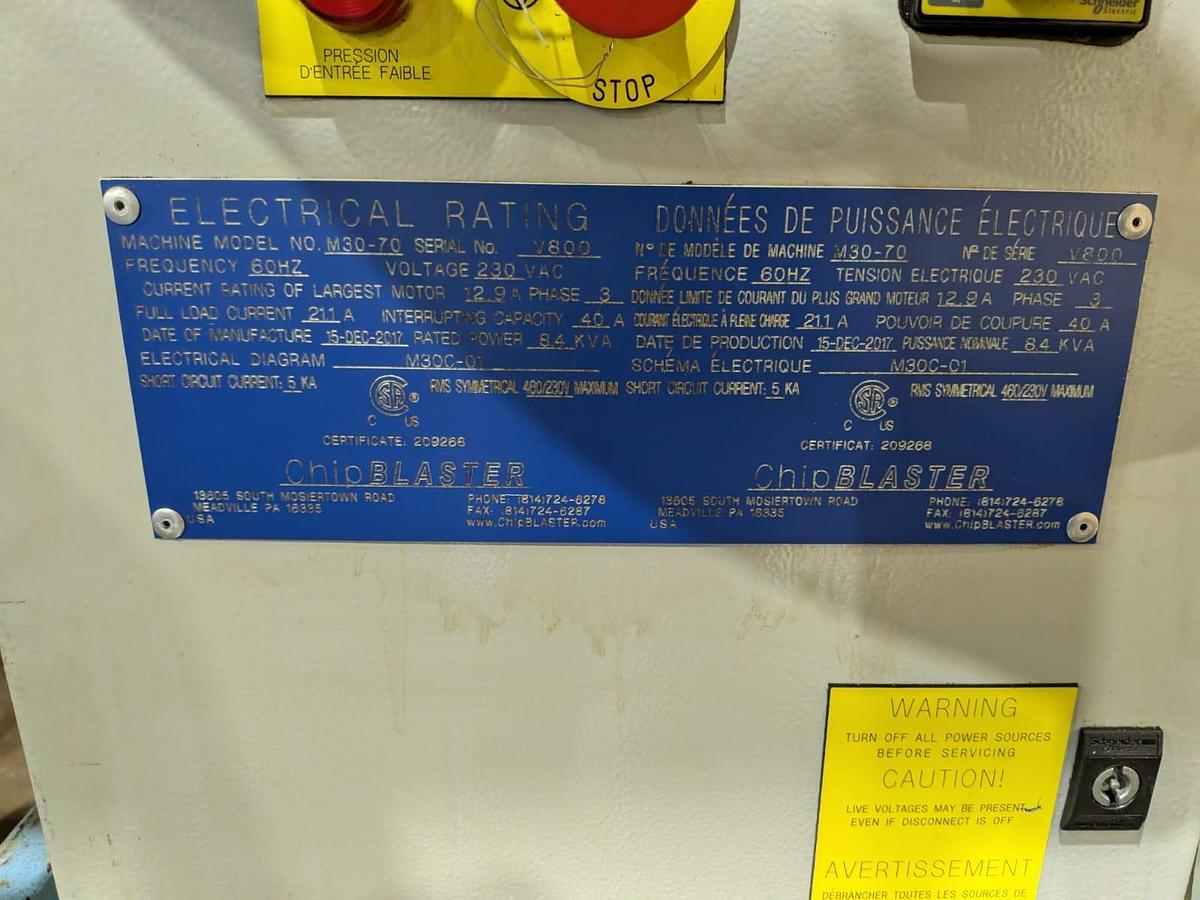 Schneider
Electric
PRESSION
D'ENTRÉE FAIBLE
STOP
ELECTRICAL RATING
MACHINE MODEL NO. M30-70 SERIAL No. V800
FREQUENCY 60HZ VOLTAGE 230 VAC
CURRENT RATING OF LARGEST MOTOR 12.9 A PHASE 3
FULL LOAD CURRENT 21.1 A INTERRUPTING CAPACITY 40 A
DATE OF MANUFACTURE 15-DEC-2017 RATED POWER 8.4 KVA
ELECTRICAL DIAGRAM M30C-01
SHORT CIRCUIT CURRENT: 5 KA RMS SYMMETRICAL 460/230V MAXIMUM
C US
CERTIFICATE: 209268
ChipBLASTER
13605 SOUTH MOSIERTOWN ROAD
MEADVILLE PA 16335
USA
PHONE: (814)724-6278
FAX: (814)724-6287
www.ChipBLASTER.com
DONNÉES DE PUISSANCE ÉLECTRIQUE
Nº DE MODÈLE DE MACHINE M30-70 Nº DE SÉRIE V800
FRÉQUENCE 60HZ TENSION ELECTRIQUE 230 VAC
DONNÉE LIMITE DE COURANT DU PLUS GRAND MOTEUR 12.9 A PHASE 3
COURANT ÉLECTRIQUE À PLEINE CHARGE 21.1 A POUVOIR DE COUPURE 40 A
DATE DE PRODUCTION 15-DEC-2017 PUISSANCE NOMINALE 8.4 KVA
SCHÉMA ÉLECTRIQUE M30C-01
SHORT CIRCUIT CURRENT: 5 KA RMS SYMMETRICAL 460/230V MAXIMUM
C US
CERTIFICAT: 209268
ChipBLASTER
13605 SOUTH MOSIERTOWN ROAD
MEADVILLE PA 16335
USA
PHONE: (814)724-6278
FAX: (814)724-6287
www.ChipBLASTER.com
WARNING
TURN OFF ALL POWER SOURCES
BEFORE SERVICING
CAUTION!
LIVE VOLTAGES MAY BE PRESENT
EVEN IF DISCONNECT IS OFF
AVERTISSEMENT
DÉBRANCHER TOUTES LES SOURCES DE
Schneider
Electric